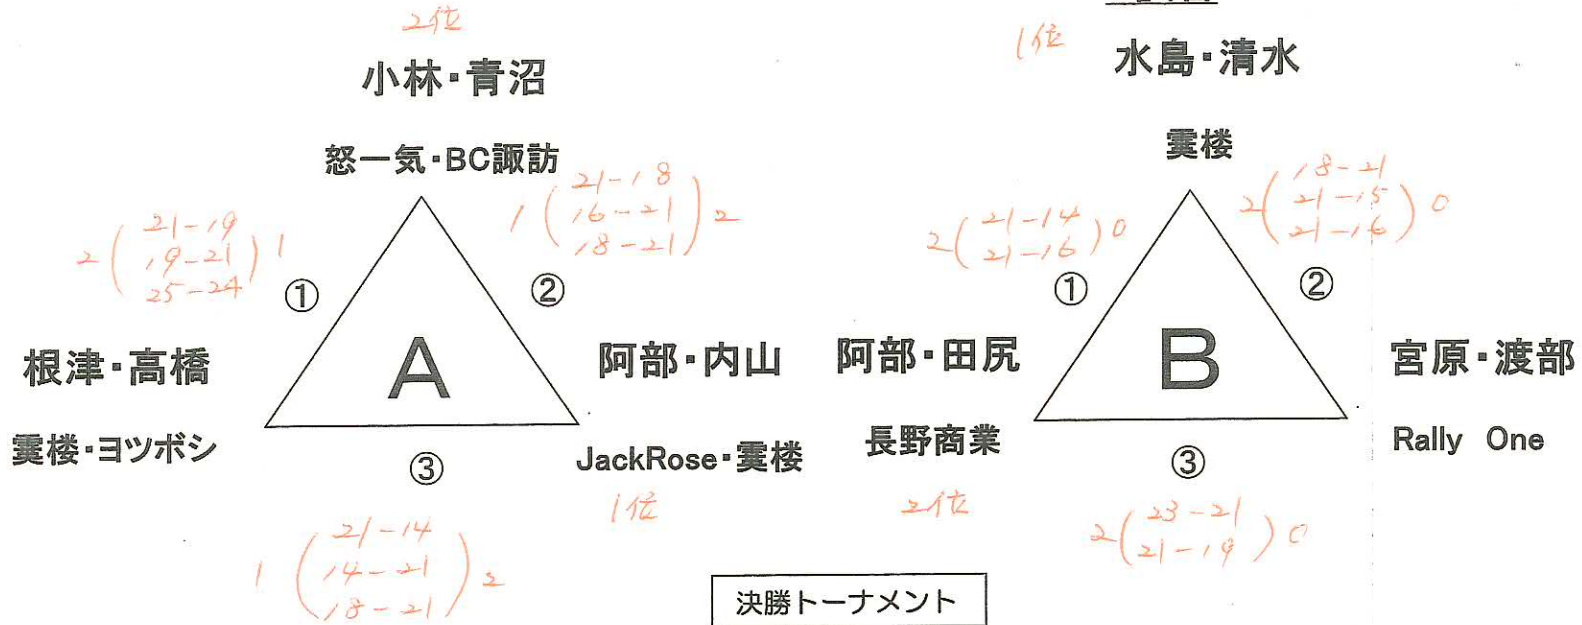 2位
小林・青沼
怒一気・BC諏訪
2 ( 21-19 ) 1
19-21
25-24
1 ( 21-18 ) 2
16-21
18-21
①
②
A
根津・高橋
糞楼・ヨツボシ
阿部・内山
JackRose・糞楼
③
1位
1 ( 21-14 ) 2
14-21
18-21
1位
水島・清水
糞楼
2 ( 21-14 ) 0
21-16
2 ( 18-21 ) 0
21-15
21-16
①
②
B
阿部・田尻
長野商業
宮原・渡部
Rally One
③
2位
2 ( 23-21 ) 0
21-19
決勝トーナメント